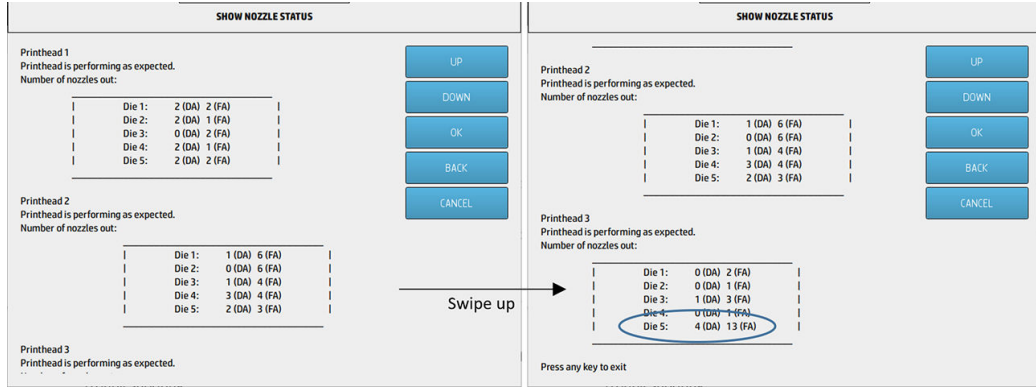 SHOW NOZZLE STATUS
Printhead 1
Printhead is performing as expected.
Number of nozzles out:
Die 1: 2 (DA) 2 (FA)
Die 2: 2 (DA) 1 (FA)
Die 3: 0 (DA) 2 (FA)
Die 4: 2 (DA) 1 (FA)
Die 5: 2 (DA) 2 (FA)
Printhead 2
Printhead is performing as expected.
Number of nozzles out:
Die 1: 1 (DA) 6 (FA)
Die 2: 0 (DA) 6 (FA)
Die 3: 1 (DA) 4 (FA)
Die 4: 3 (DA) 4 (FA)
Die 5: 2 (DA) 3 (FA)
Printhead 3
Printhead is performing as expected.
UP
DOWN
OK
BACK
CANCEL
Swipe up
SHOW NOZZLE STATUS
Printhead 2
Printhead is performing as expected.
Number of nozzles out:
Die 1: 1 (DA) 6 (FA)
Die 2: 0 (DA) 6 (FA)
Die 3: 1 (DA) 4 (FA)
Die 4: 3 (DA) 4 (FA)
Die 5: 2 (DA) 3 (FA)
Printhead 3
Printhead is performing as expected.
Number of nozzles out:
Die 1: 0 (DA) 2 (FA)
Die 2: 0 (DA) 1 (FA)
Die 3: 1 (DA) 3 (FA)
Die 4: 0 (DA) 1 (FA)
Die 5: 4 (DA) 13 (FA)
Press any key to exit
UP
DOWN
OK
BACK
CANCEL